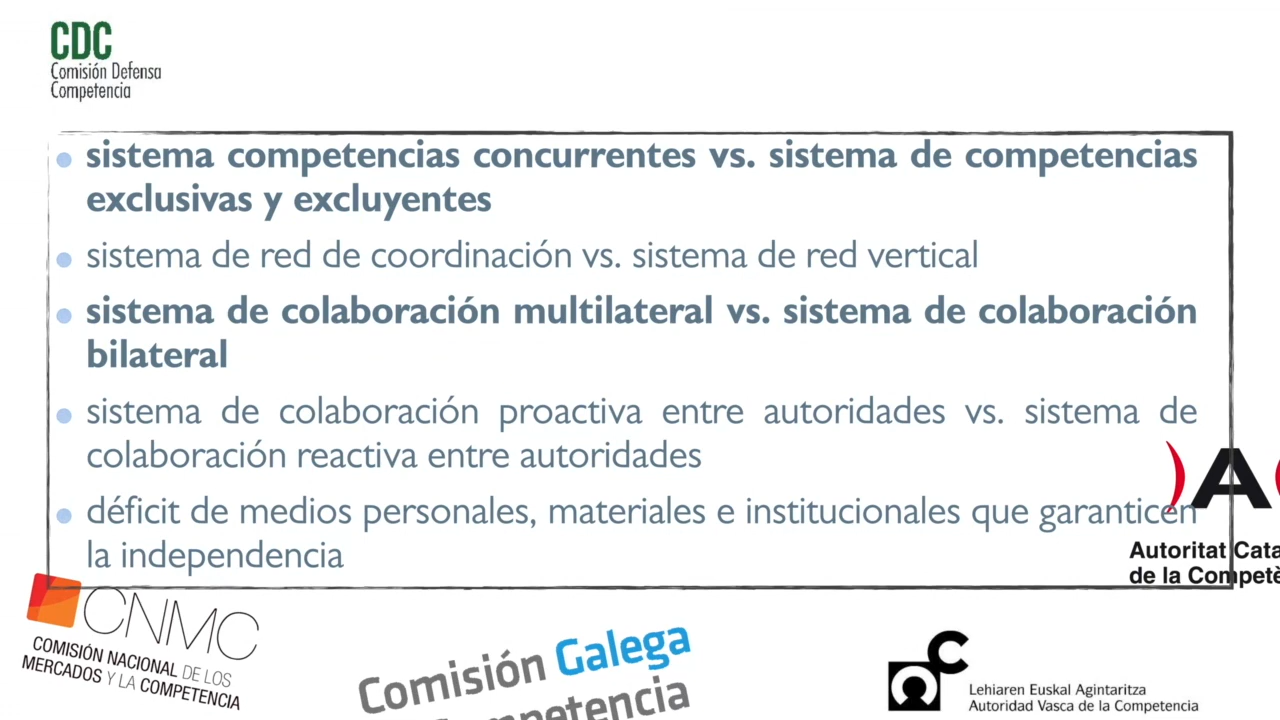 CDC
Comisión Defensa
Competencia
sistema competencias concurrentes vs. sistema de competencias
exclusivas y excluyentes
sistema de red de coordinación vs. sistema de red vertical
sistema de colaboración multilateral vs. sistema de colaboración
bilateral
sistema de colaboración proactiva entre autoridades vs. sistema de
colaboración reactiva entre autoridades
déficit de medios personales, materiales e institucionales que garanticen
la independencia
Autoritat Cata
de la Competè
CNMC
COMISIÓN NACIONAL DE LOS
MERCADOS Y LA COMPETENCIA
Comisión Galega
Competencia
Lehiaren Euskal Agintaritza
Autoridad Vasca de la Competencia